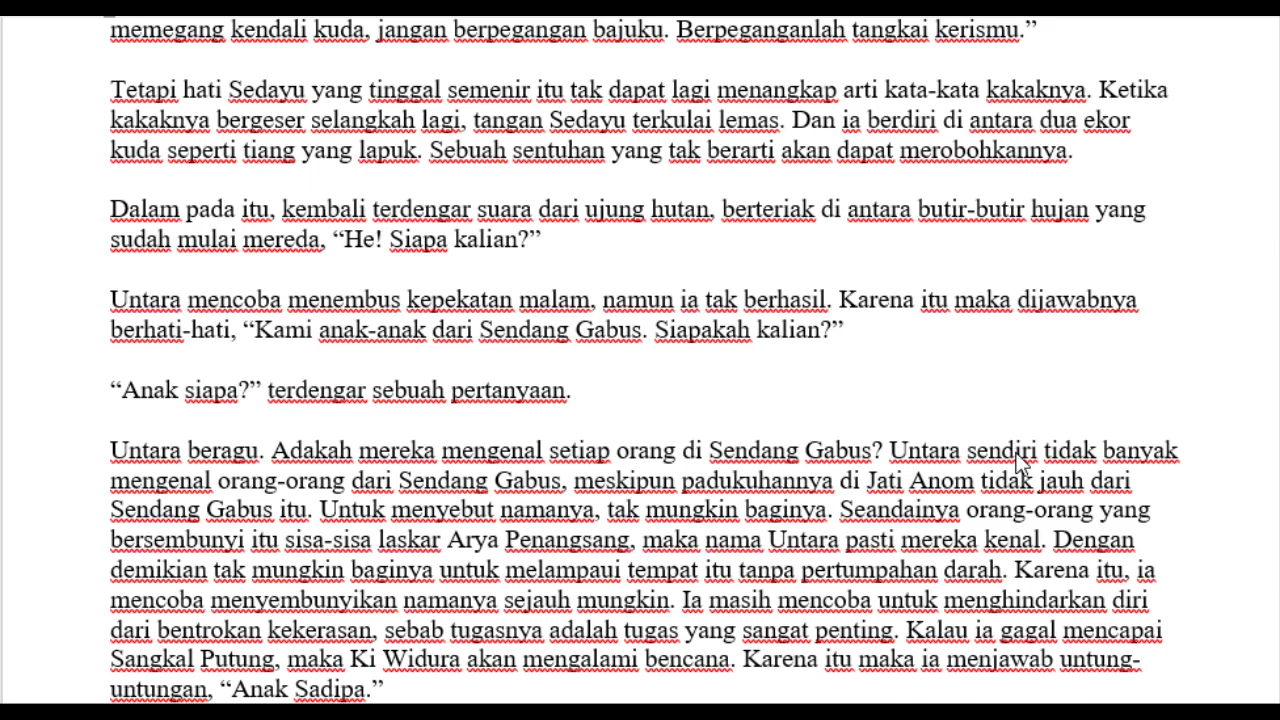 memegang kendali kuda, jangan berpegangan bajuku. Berpeganganlah tangkai kerismu.”
Tetapi hati Sedayu yang tinggal semenir itu tak dapat lagi menangkap arti kata-kata kakaknya. Ketika
kakaknya bergeser selangkah lagi, tangan Sedayu terkulai lemas. Dan ia berdiri di antara dua ekor
kuda seperti tiang yang lapuk. Sebuah sentuhan yang tak berarti akan dapat merobohkannya.
Dalam pada itu, kembali terdengar suara dari ujung hutan, berteriak di antara butir-butir hujan yang
sudah mulai mereda, “He! Siapa kalian?”
Untara mencoba menembus kepekatan malam, namun ia tak berhasil. Karena itu maka dijawabnya
berhati-hati, “Kami anak-anak dari Sendang Gabus. Siapakah kalian?”
“Anak siapa?” terdengar sebuah pertanyaan.
Untara beragu. Adakah mereka mengenal setiap orang di Sendang Gabus? Untara sendiri tidak banyak
mengenal orang-orang dari Sendang Gabus, meskipun padukuhannya di Jati Anom tidak jauh dari
Sendang Gabus itu. Untuk menyebut namanya, tak mungkin baginya. Seandainya orang-orang yang
bersembunyi itu sisa-sisa laskar Arya Penangsang, maka nama Untara pasti mereka kenal. Dengan
demikian tak mungkin baginya untuk melampaui tempat itu tanpa pertumpahan darah. Karena itu, ia
mencoba menyembunyikan namanya sejauh mungkin. Ia masih mencoba untuk menghindarkan diri
dari bentrokan kekerasan, sebab tugasnya adalah tugas yang sangat penting. Kalau ia gagal mencapai
Sangkal Putung, maka Ki Widura akan mengalami bencana. Karena itu maka ia menjawab untung-
untungan, “Anak Sadipa.”